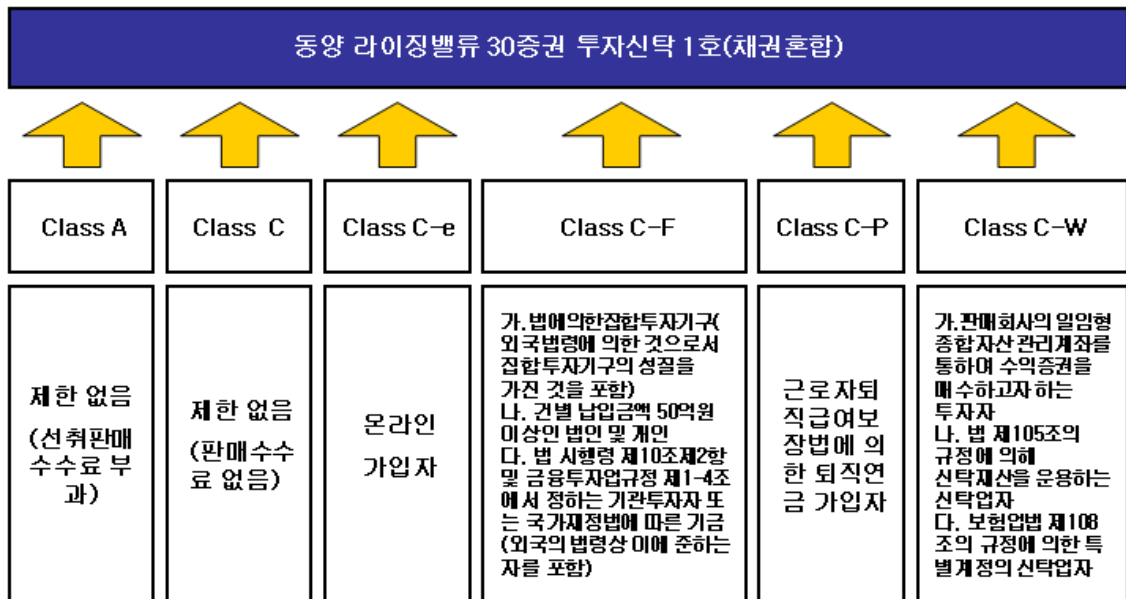 동양 라이징밸류 30증권 투자신탁 1호(채권혼합)
Class A
Class C
Class C-e
Class C-F
Class C-P
Class C-W
제한 없음
(선취판매
수수료 부
과)
제한 없음
(판매수수
료 없음)
온라인
가입자
가.법에의한집합투자기구(
외국법령에 의한 것으로서
집합투자기구의 성질을
가진 것을 포함)
나. 건별 납입금액 50억원
이상인 법인 및 개인
다. 법 시행령 제10조제2항
및 금융투자업규정 제1-4조
에서 정하는 기관투자자 또
는 국가재정법에 따른 기금
(외국의 법령상 이에 준하는
자를 포함)
근로자퇴
직급여보
장법에 의
한 퇴직연
금 가입자
가.판매회사의 일임형
종합자산관리계좌를
통하여 수익증권을
매수하고자 하는
투자자
나. 법 제105조의
규정에 의해
신탁재산을 운용하는
신탁업자
다. 보험업법 제108
조의 규정에 의한 특
별계정의 신탁업자